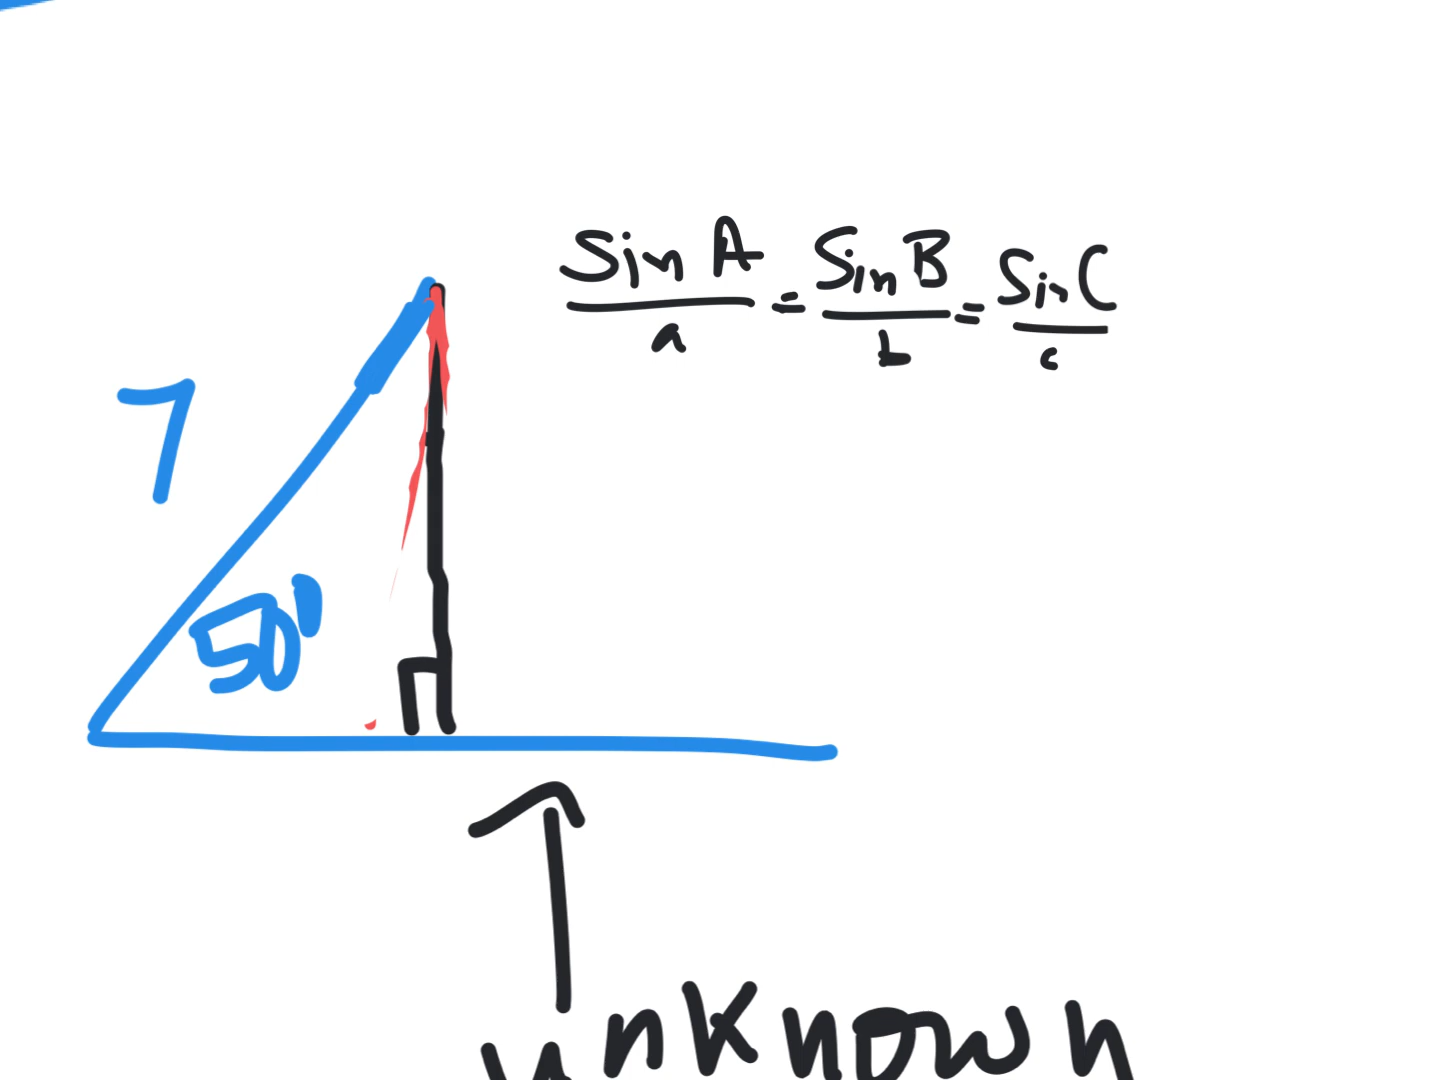 Sin A/a = Sin B/b = Sin C/c
7
50'
unknown